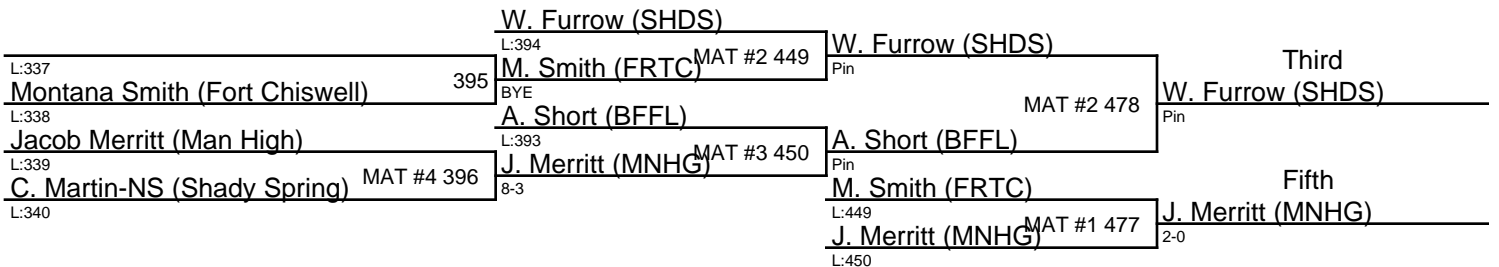 W. Furrow (SHDS)
L:394
MAT #2 449
W. Furrow (SHDS)
Third
L:337
M. Smith (FRTC)
Pin
Montana Smith (Fort Chiswell)
395
BYE
MAT #2 478
W. Furrow (SHDS)
L:338
A. Short (BFFL)
Pin
Jacob Merritt (Man High)
L:393
MAT #3 450
A. Short (BFFL)
L:339
J. Merritt (MNHG)
Pin
C. Martin-NS (Shady Spring)
MAT #4 396
8-3
M. Smith (FRTC)
Fifth
L:340
L:449
MAT #1 477
J. Merritt (MNHG)
J. Merritt (MNHG)
2-0
L:450